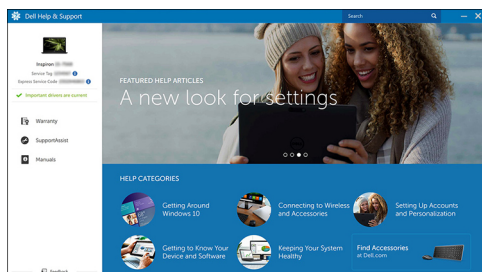 Dell Help & Support
Search
Inspiron
Service Tag
Express Service Code
Important drivers are current
Warranty
SupportAssist
Manuals
Feedback
FEATURED HELP ARTICLES
A new look for settings
HELP CATEGORIES
Getting Around
Windows 10
Connecting to Wireless
and Accessories
Setting Up Accounts
and Personalization
Getting to Know Your
Device and Software
Keeping Your System
Healthy
Find Accessories
at Dell.com